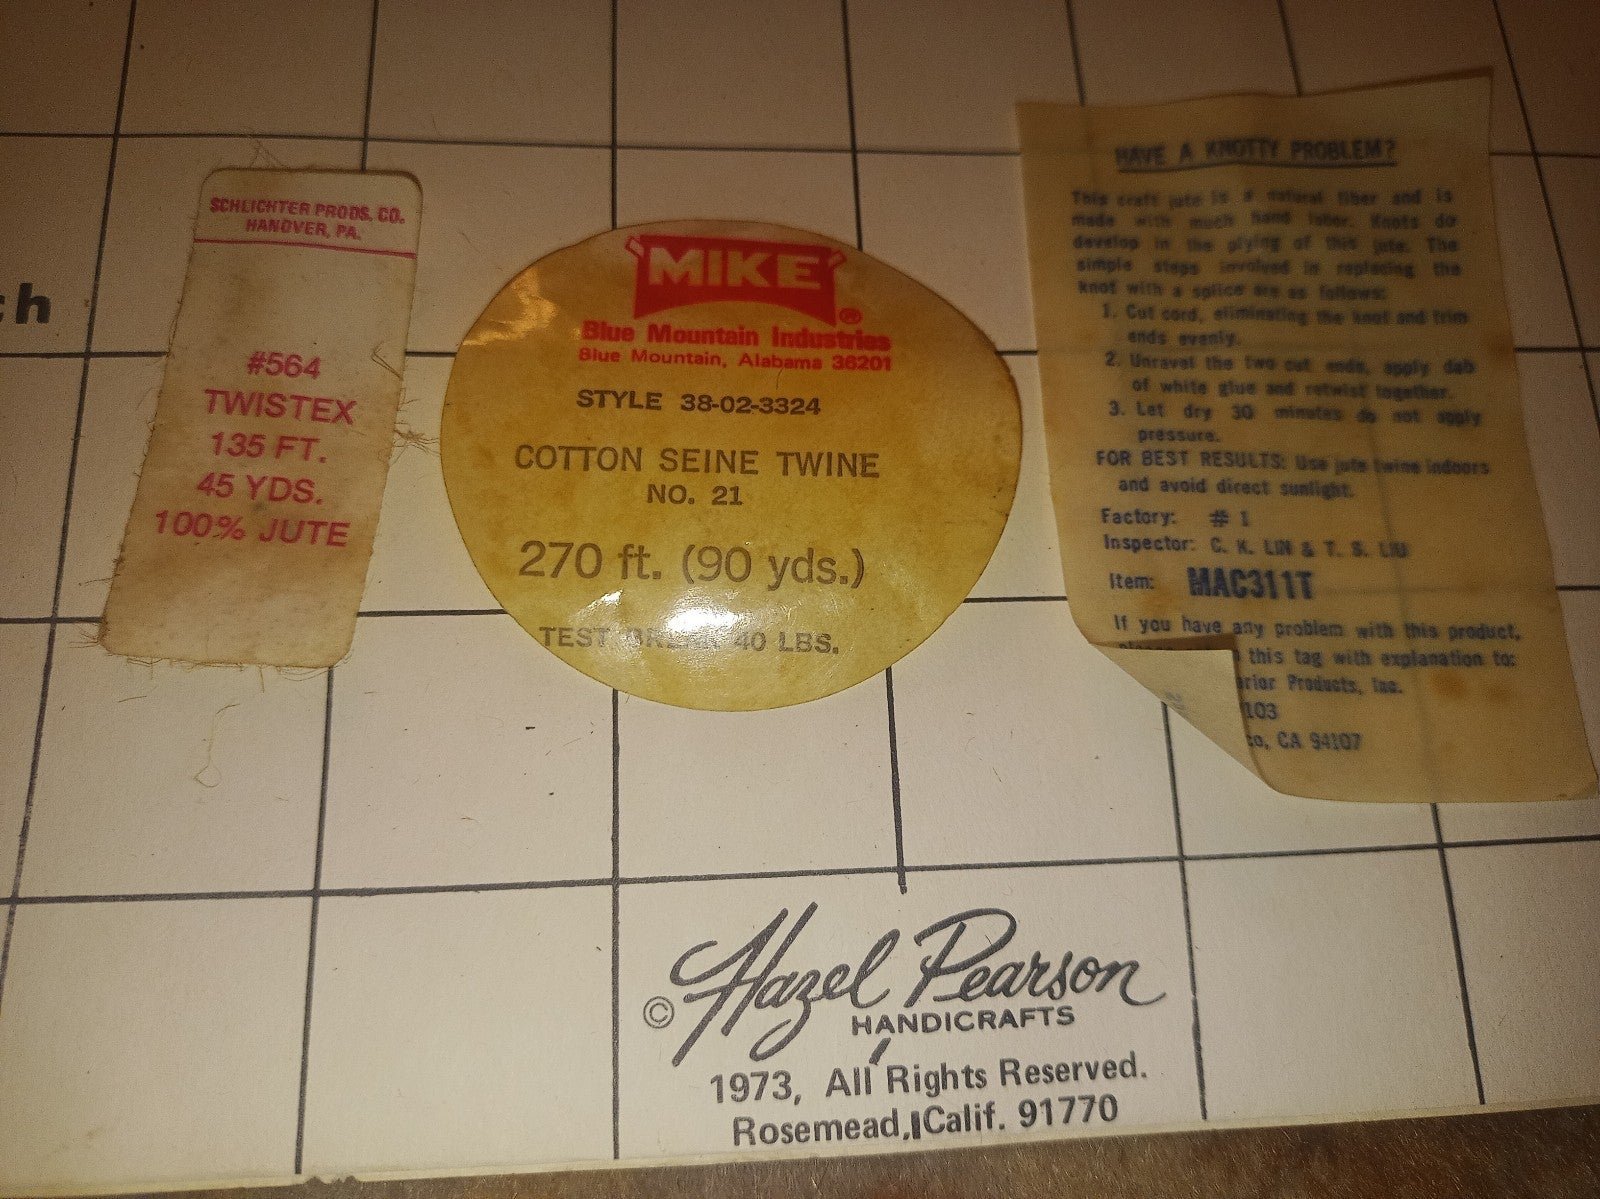 ch
SCHLICHTER PRODS. CO.
HANOVER, PA.
#564
TWISTEX
135 FT.
45 YDS.
100% JUTE
"MIKE"®
Blue Mountain Industries
Blue Mountain, Alabama 36201
STYLE 38-02-3324
COTTON SEINE TWINE
NO. 21
270 ft. (90 yds.)
TEST BREAK 40 LBS.
HAVE A KNOTTY PROBLEM?
This craft jute is a natural fiber and is
made with much hand labor. Knots do
develop in the plying of this jute. The
simple steps involved in replacing the
knot with a splice are as follows:
1. Cut cord, eliminating the knot and trim
ends evenly.
2. Unravel the two cut ends, apply dab
of white glue and retwist together.
3. Let dry 30 minutes do not apply
pressure.
FOR BEST RESULTS: Use jute twine indoors
and avoid direct sunlight.
Factory: # 1
Inspector: C. K. LIN & T. S. LIU
Item: MAC311T
If you have any problem with this product,
this tag with explanation to:
Products, Inc.
103
CA 94107
© Hazel Pearson
HANDICRAFTS
1973, All Rights Reserved.
Rosemead, Calif. 91770